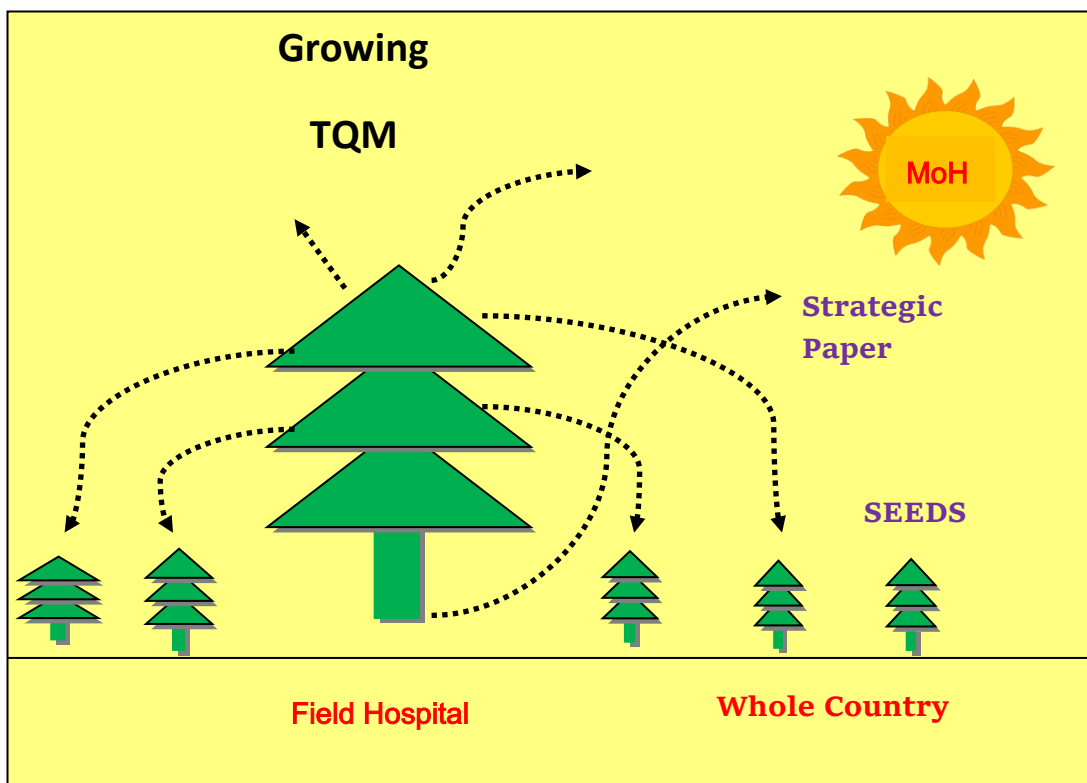 Growing
TQM
MoH
Strategic
Paper
SEEDS
Field Hospital
Whole Country